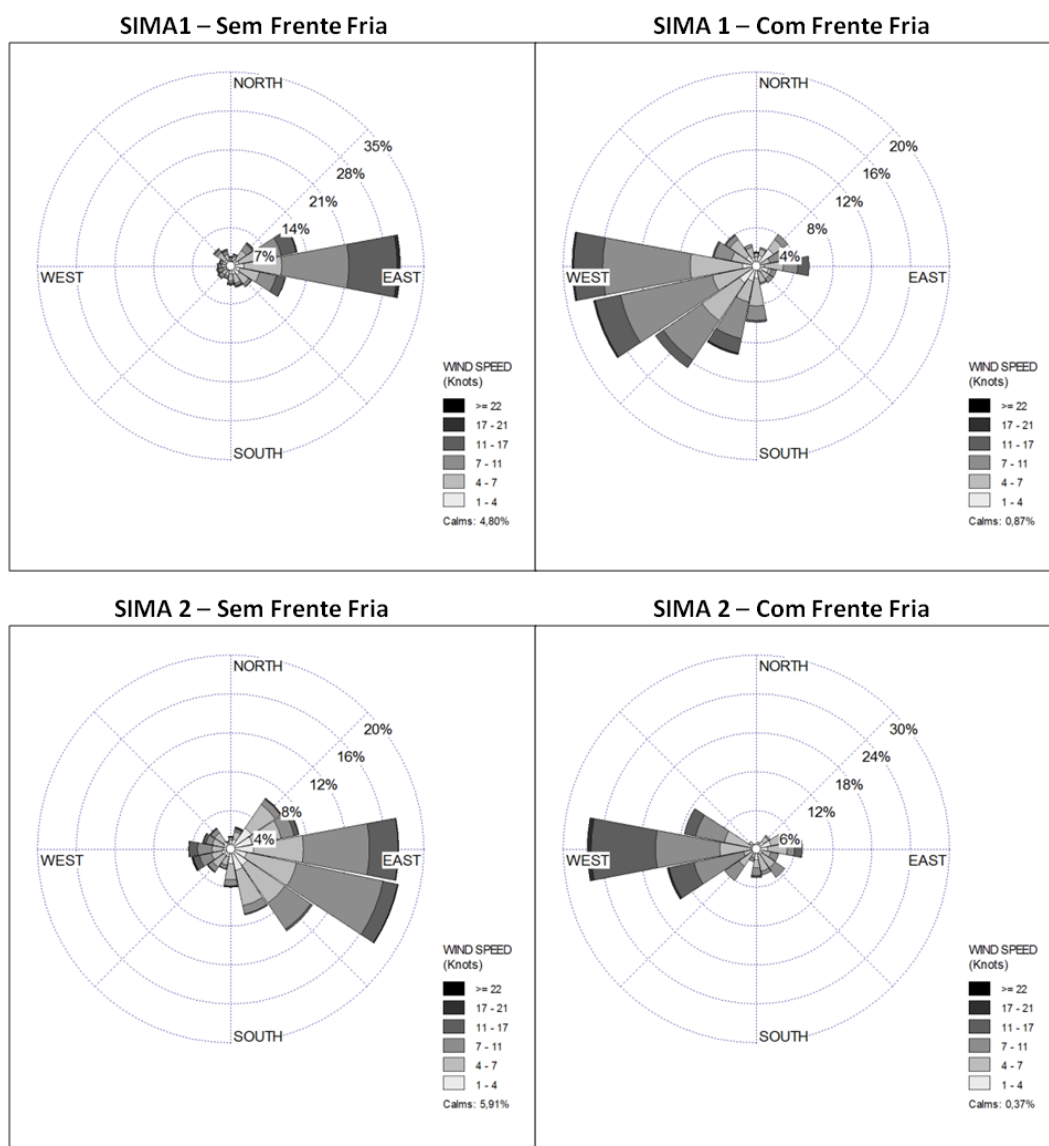 SIMA1 – Sem Frente Fria
NORTH
35%
28%
21%
14%
7%
WEST
EAST
SOUTH
WIND SPEED
(Knots)
>= 22
17 - 21
11 - 17
7 - 11
4 - 7
1 - 4
Calms: 4,80%
SIMA 1 – Com Frente Fria
NORTH
20%
16%
12%
8%
4%
WEST
EAST
SOUTH
WIND SPEED
(Knots)
>= 22
17 - 21
11 - 17
7 - 11
4 - 7
1 - 4
Calms: 0,87%
SIMA 2 – Sem Frente Fria
NORTH
20%
16%
12%
8%
4%
WEST
EAST
SOUTH
WIND SPEED
(Knots)
>= 22
17 - 21
11 - 17
7 - 11
4 - 7
1 - 4
Calms: 5,91%
SIMA 2 – Com Frente Fria
NORTH
30%
24%
18%
12%
6%
WEST
EAST
SOUTH
WIND SPEED
(Knots)
>= 22
17 - 21
11 - 17
7 - 11
4 - 7
1 - 4
Calms: 0,37%